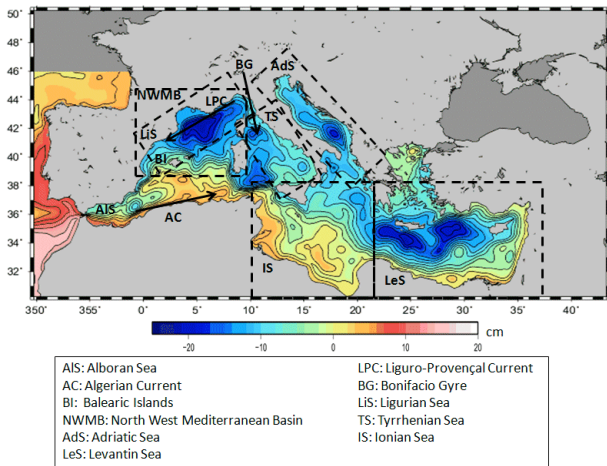 50°
48°
46°
44°
42°
40°
38°
36°
34°
32°
BG
AdS
NWMB
LPC
TS
LiS
BI
AlS
AC
IS
LeS
350° 355° 0° 5° 10° 15° 20° 25° 30° 35° 40°
cm
-20 -10 0 10 20
AlS: Alboran Sea
AC: Algerian Current
BI: Balearic Islands
NWMB: North West Mediterranean Basin
AdS: Adriatic Sea
LeS: Levantin Sea
LPC: Liguro-Provençal Current
BG: Bonifacio Gyre
LiS: Ligurian Sea
TS: Tyrrhenian Sea
IS: Ionian Sea